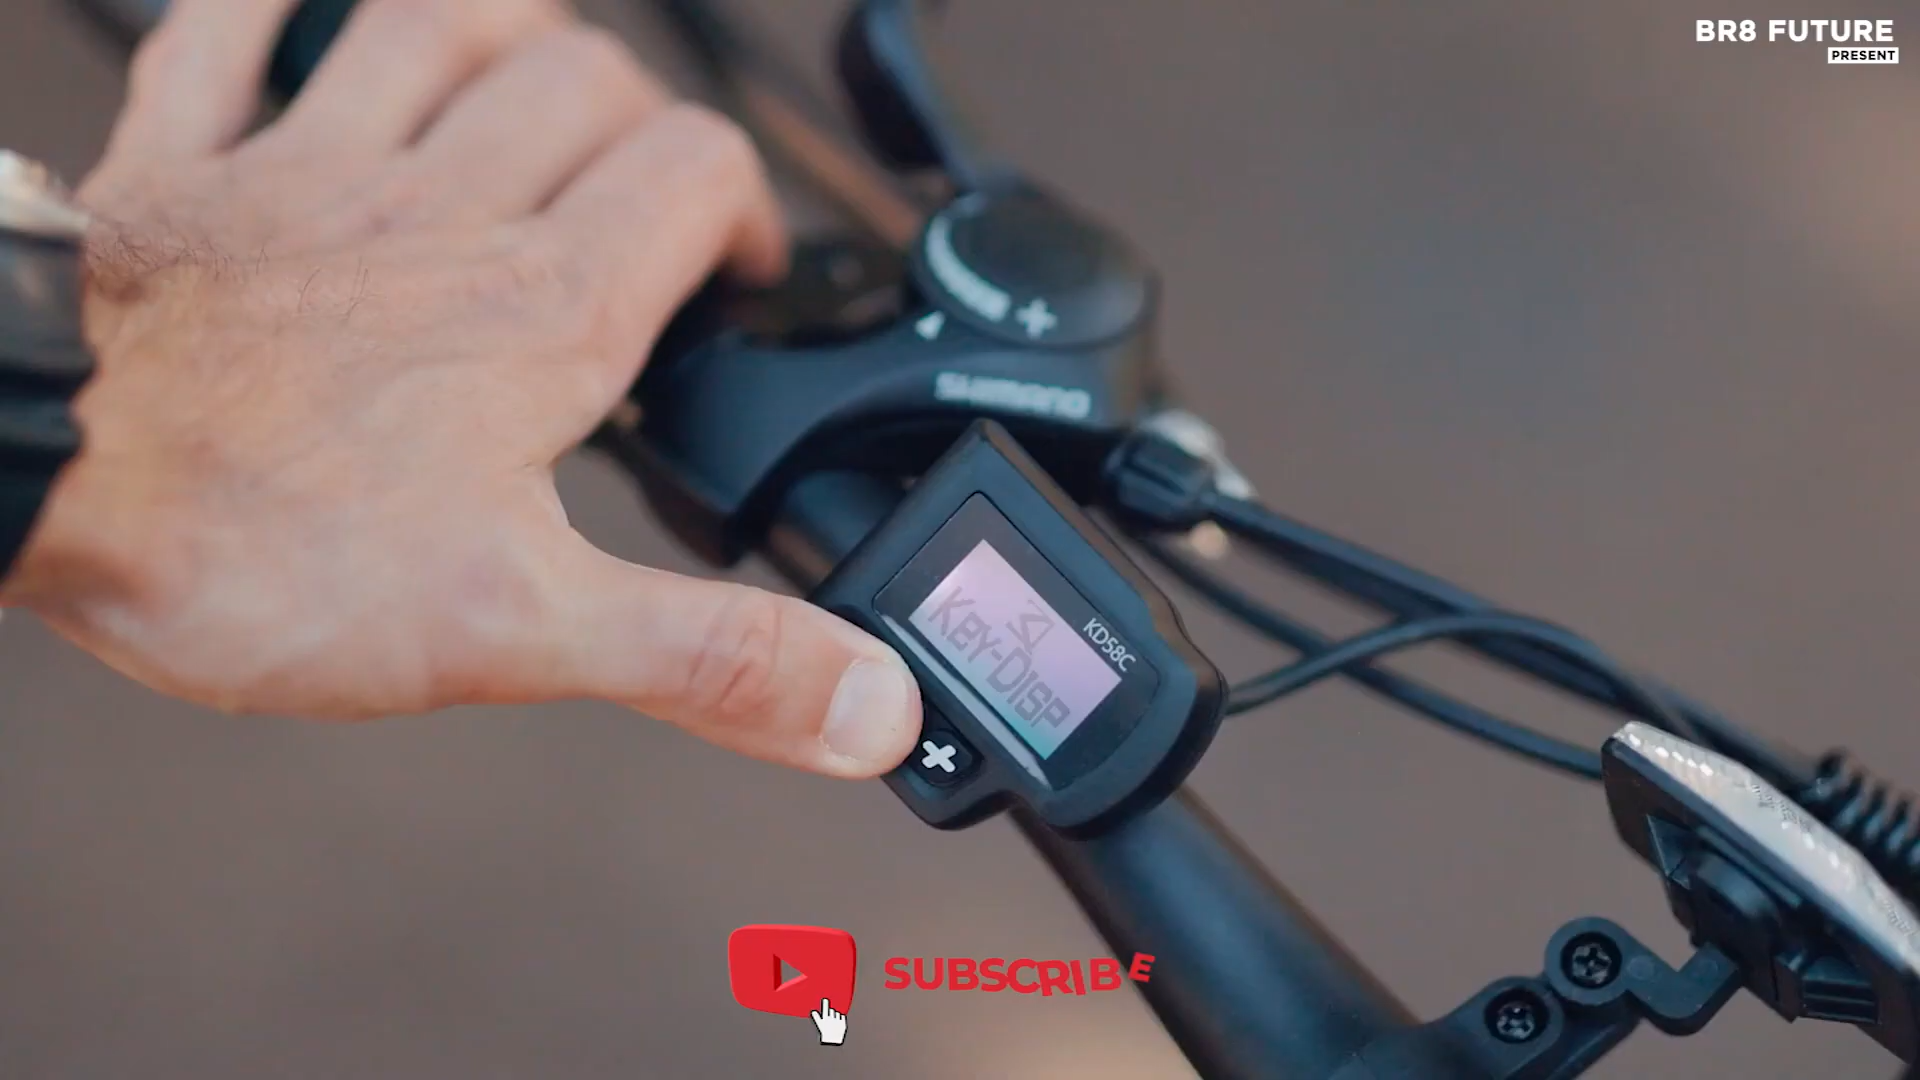 BR8 FUTURE
PRESENT
SHIMANO
KD58C
KEY-DISP
SUBSCRIBE